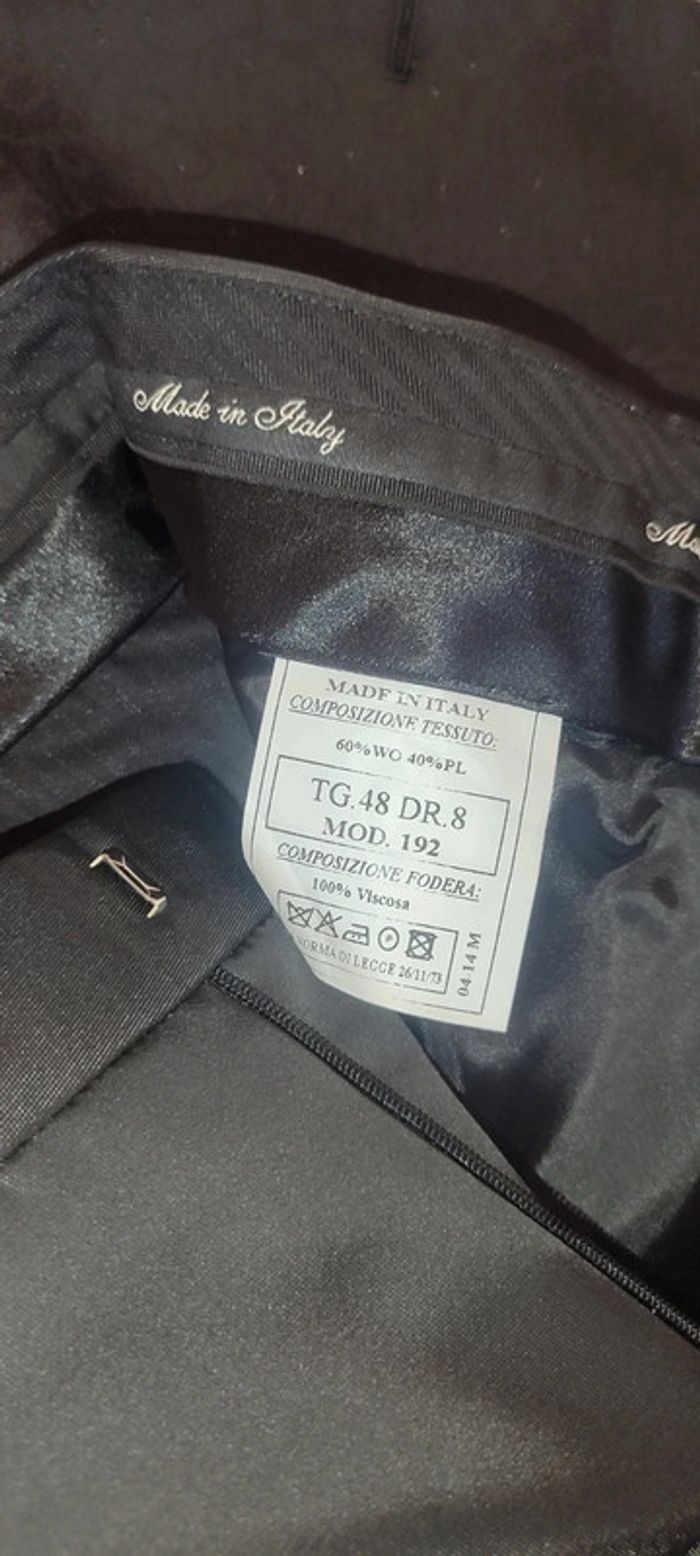 Made in Italy
MADE IN ITALY
COMPOSIZIONE TESSUTO:
60%WO 40%PL
TG.48 DR.8
MOD. 192
COMPOSIZIONE FODERA:
100% Viscosa
NORMA DI LEGGE 26/11/73
04-14 M